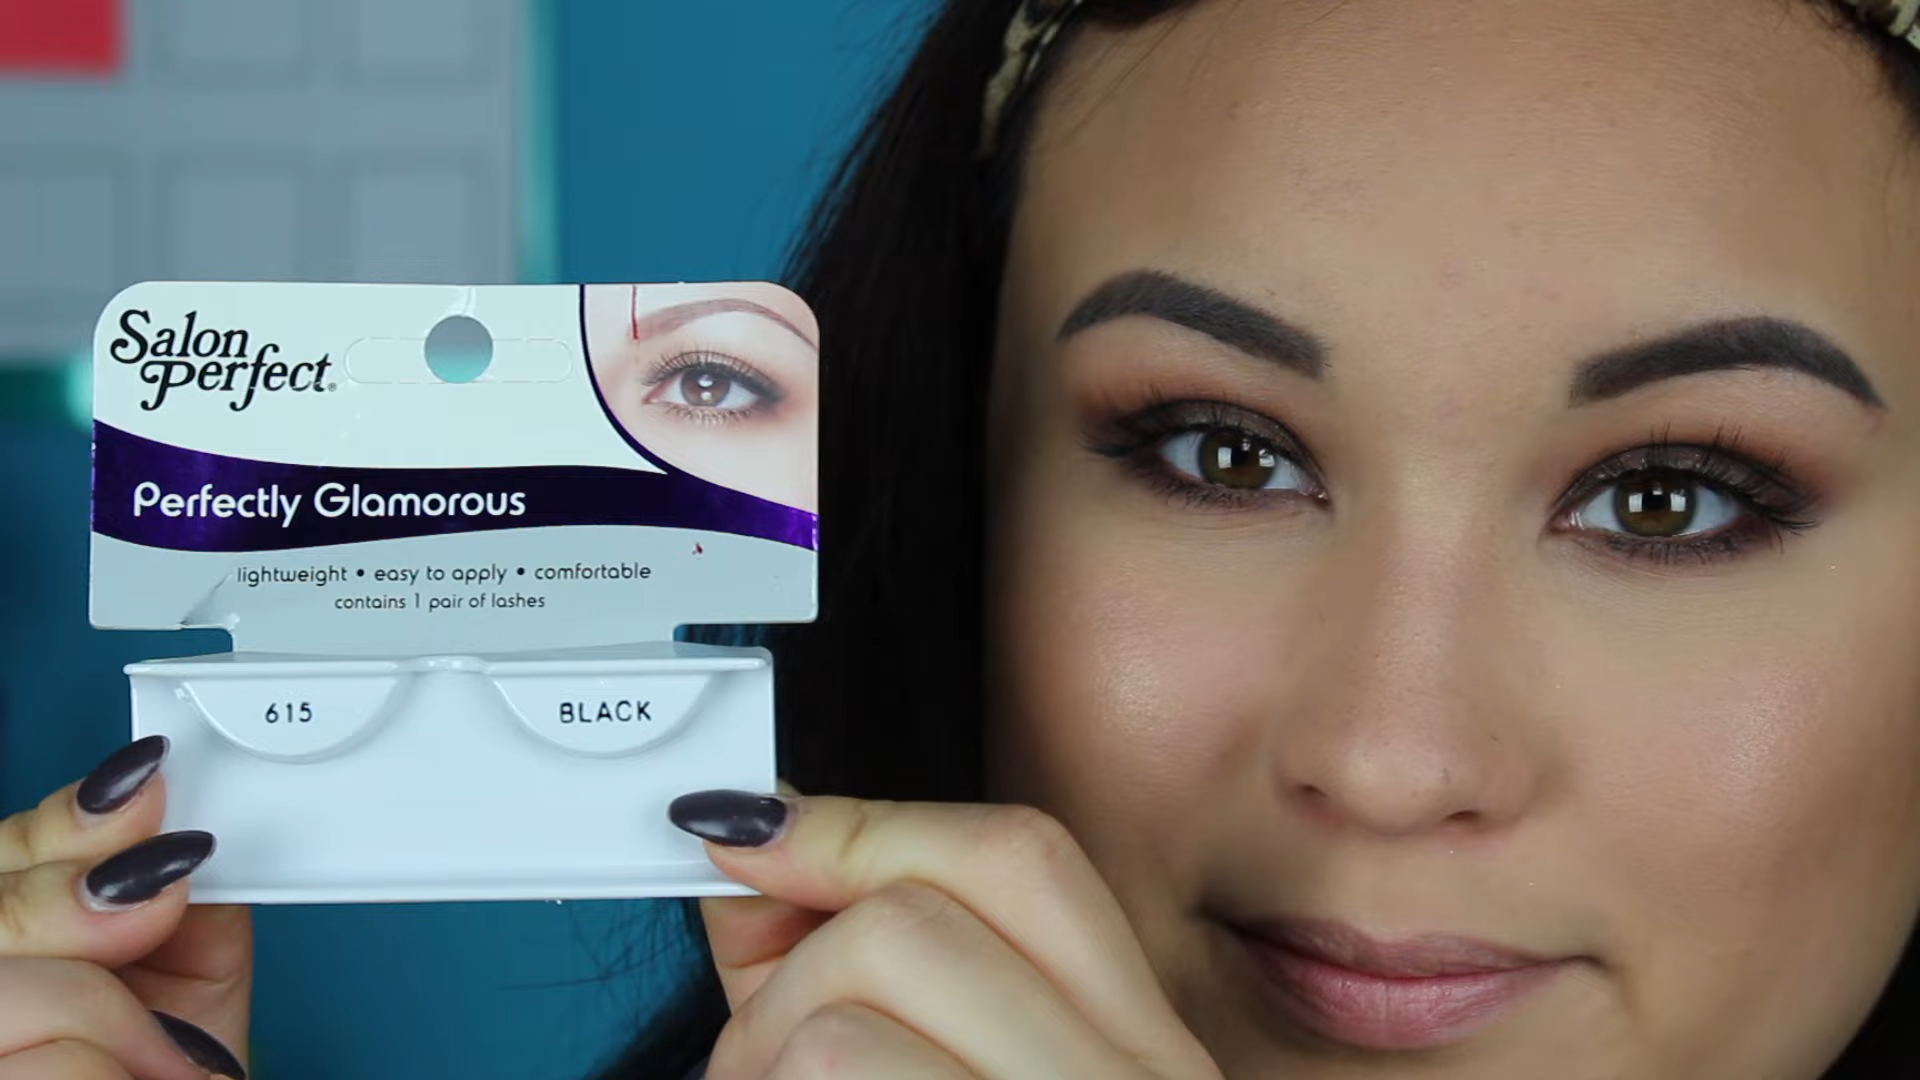 Salon
Perfect®
Perfectly Glamorous
lightweight • easy to apply • comfortable
contains 1 pair of lashes
615 BLACK